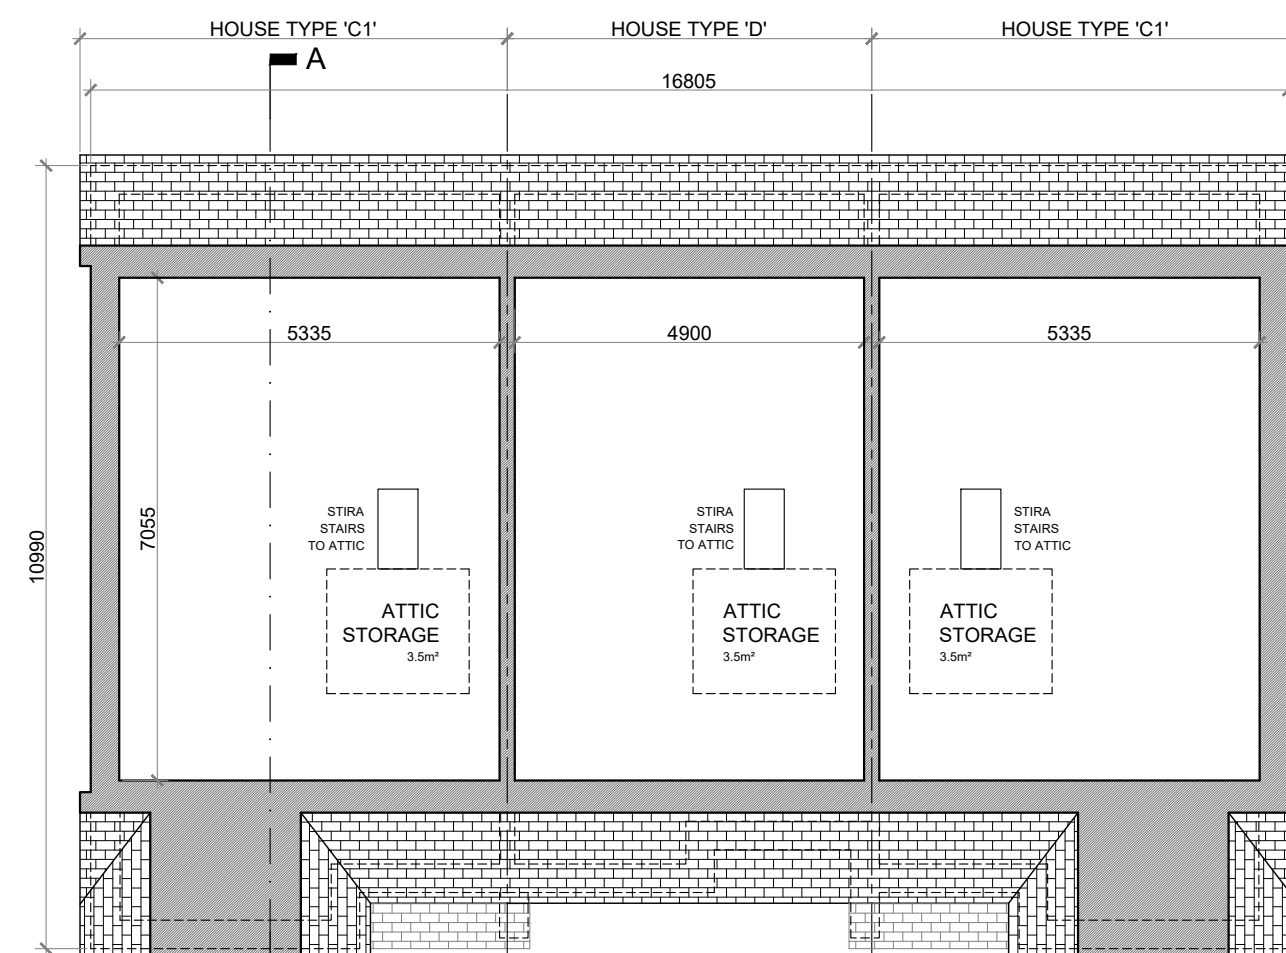 HOUSE TYPE 'C1'
HOUSE TYPE 'D'
HOUSE TYPE 'C1'
A
16805
5335
4900
5335
7055
10990
STIRA
STAIRS
TO ATTIC
STIRA
STAIRS
TO ATTIC
STIRA
STAIRS
TO ATTIC
ATTIC
STORAGE
3.5m²
ATTIC
STORAGE
3.5m²
ATTIC
STORAGE
3.5m²